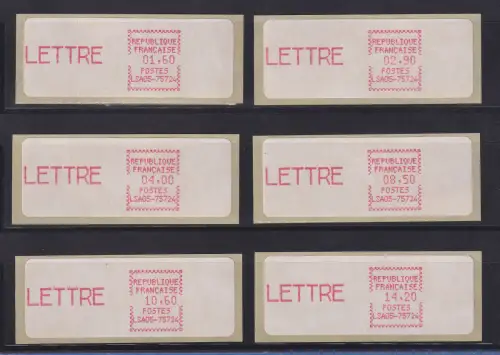 LETTRE
REPUBLIQUE
FRANCAISE
01,60
POSTES
LSA05-75724
LETTRE
REPUBLIQUE
FRANCAISE
02,90
POSTES
LSA05-75724
LETTRE
REPUBLIQUE
FRANCAISE
04,00
POSTES
LSA05-75724
LETTRE
REPUBLIQUE
FRANCAISE
08,50
POSTES
LSA05-75724
LETTRE
REPUBLIQUE
FRANCAISE
10,60
POSTES
LSA05-75724
LETTRE
REPUBLIQUE
FRANCAISE
14,20
POSTES
LSA05-75724